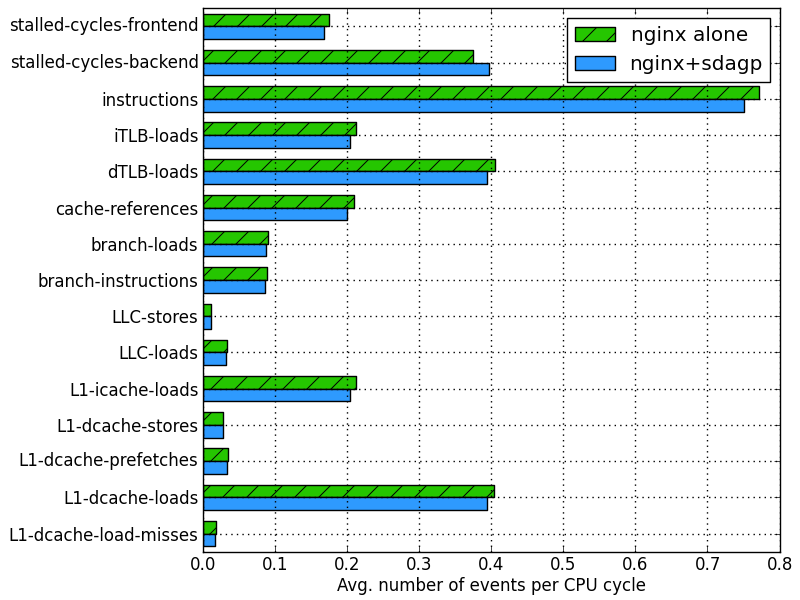 stalled-cycles-frontend
stalled-cycles-backend
instructions
iTLB-loads
dTLB-loads
cache-references
branch-loads
branch-instructions
LLC-stores
LLC-loads
L1-icache-loads
L1-dcache-stores
L1-dcache-prefetches
L1-dcache-loads
L1-dcache-load-misses
nginx alone
nginx+sdagp
0.0 0.1 0.2 0.3 0.4 0.5 0.6 0.7 0.8
Avg. number of events per CPU cycle